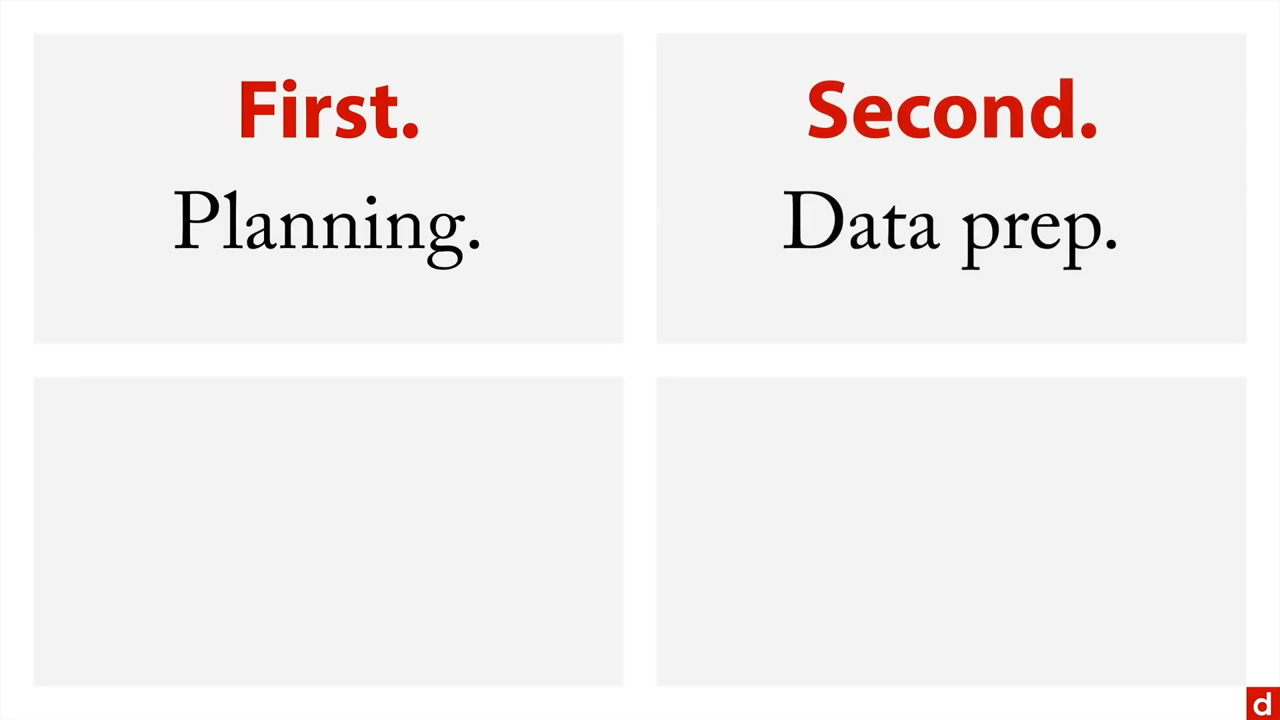 First.
Planning.
Second.
Data prep.
d